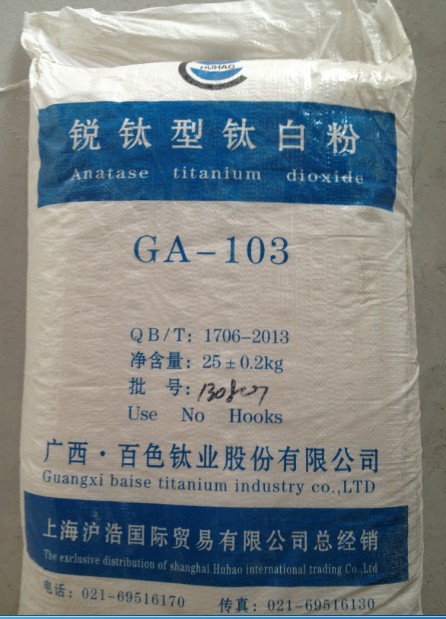 HUHAO
锐钛型钛白粉
Anatase titanium dioxide
GA-103
QB/T: 1706-2013
净含量: 25±0.2kg
批 号: 130807
Use No Hooks
广西·百色钛业股份有限公司
Guangxi baise titanium industry co.,LTD
上海沪浩国际贸易有限公司总经销
The exclusive distribution of shanghai Huhao international trading Co.,Ltd
电话: 021-69516170 传真: 021-69516130